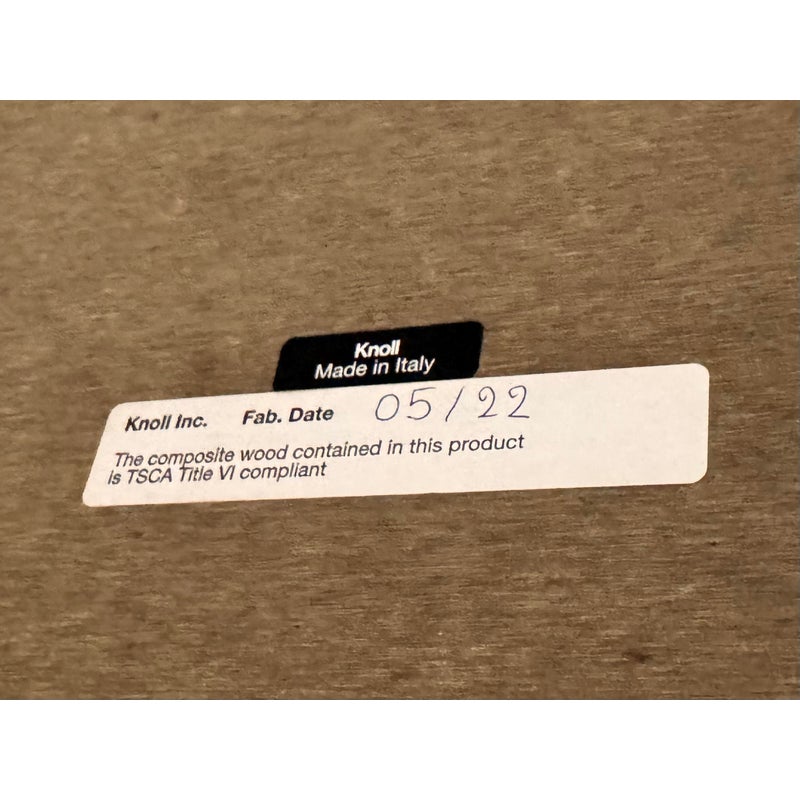 Knoll
Made in Italy
Knoll Inc. Fab. Date 05/22
The composite wood contained in this product
is TSCA Title VI compliant